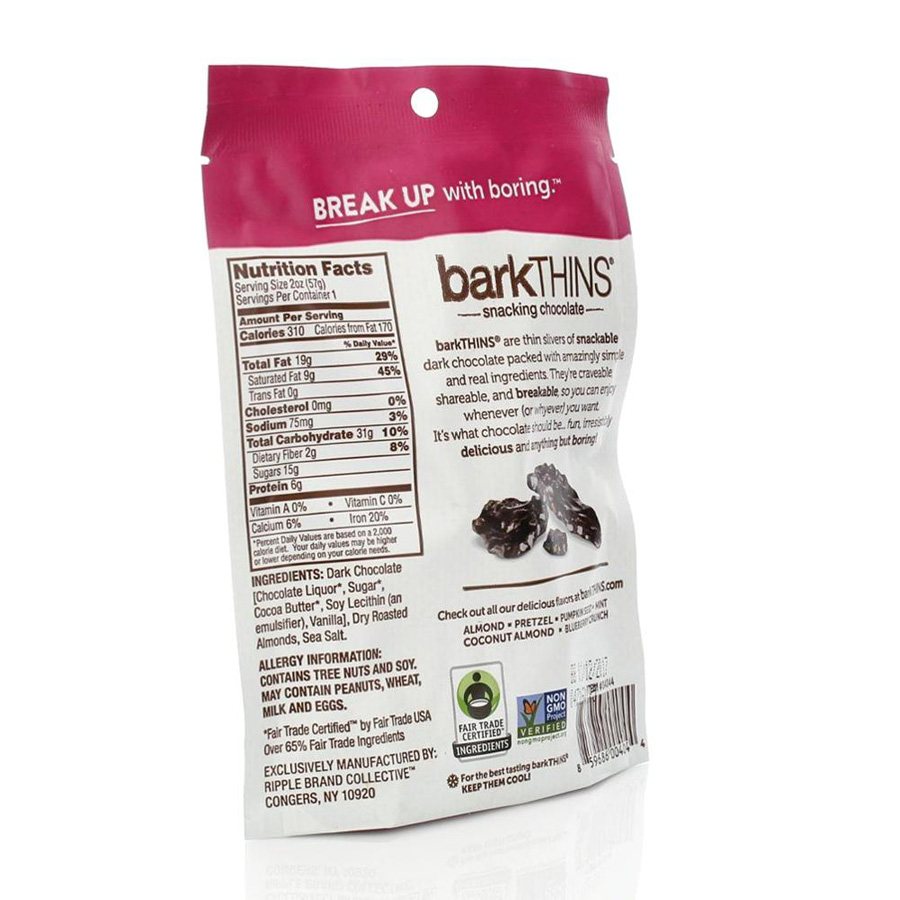 BREAK UP with boring.™
Nutrition Facts
Serving Size 2oz (57g)
Servings Per Container 1
Amount Per Serving
Calories 310 Calories from Fat 170
% Daily Value*
Total Fat 19g 29%
Saturated Fat 9g 45%
Trans Fat 0g
Cholesterol 0mg 0%
Sodium 75mg 3%
Total Carbohydrate 31g 10%
Dietary Fiber 2g 8%
Sugars 15g
Protein 6g
Vitamin A 0% • Vitamin C 0%
Calcium 6% • Iron 20%
*Percent Daily Values are based on a 2,000
calorie diet. Your daily values may be higher
or lower depending on your calorie needs.
INGREDIENTS: Dark Chocolate
[Chocolate Liquor*, Sugar*,
Cocoa Butter*, Soy Lecithin (an
emulsifier), Vanilla], Dry Roasted
Almonds, Sea Salt.
ALLERGY INFORMATION:
CONTAINS TREE NUTS AND SOY.
MAY CONTAIN PEANUTS, WHEAT,
MILK AND EGGS.
*Fair Trade Certified™ by Fair Trade USA
Over 65% Fair Trade Ingredients
EXCLUSIVELY MANUFACTURED BY:
RIPPLE BRAND COLLECTIVE™
CONGERS, NY 10920
barkTHINS®
snacking chocolate
barkTHINS® are thin slivers of snackable
dark chocolate packed with amazingly simple
and real ingredients. They're craveable,
shareable, and breakable, so you can enjoy
whenever (or whyever) you want.
It's what chocolate should be... fun, irresistibly
delicious and anything but boring!
Check out all our delicious flavors at barkTHINS.com
ALMOND ▪ PRETZEL ▪ PUMPKIN SEED ▪ MINT
COCONUT ALMOND ▪ BLUEBERRY CRUNCH
FAIR TRADE
CERTIFIED™
INGREDIENTS
NON
GMO
Project
VERIFIED
nongmoproject.org
For the best tasting barkTHINS®
KEEP THEM COOL!